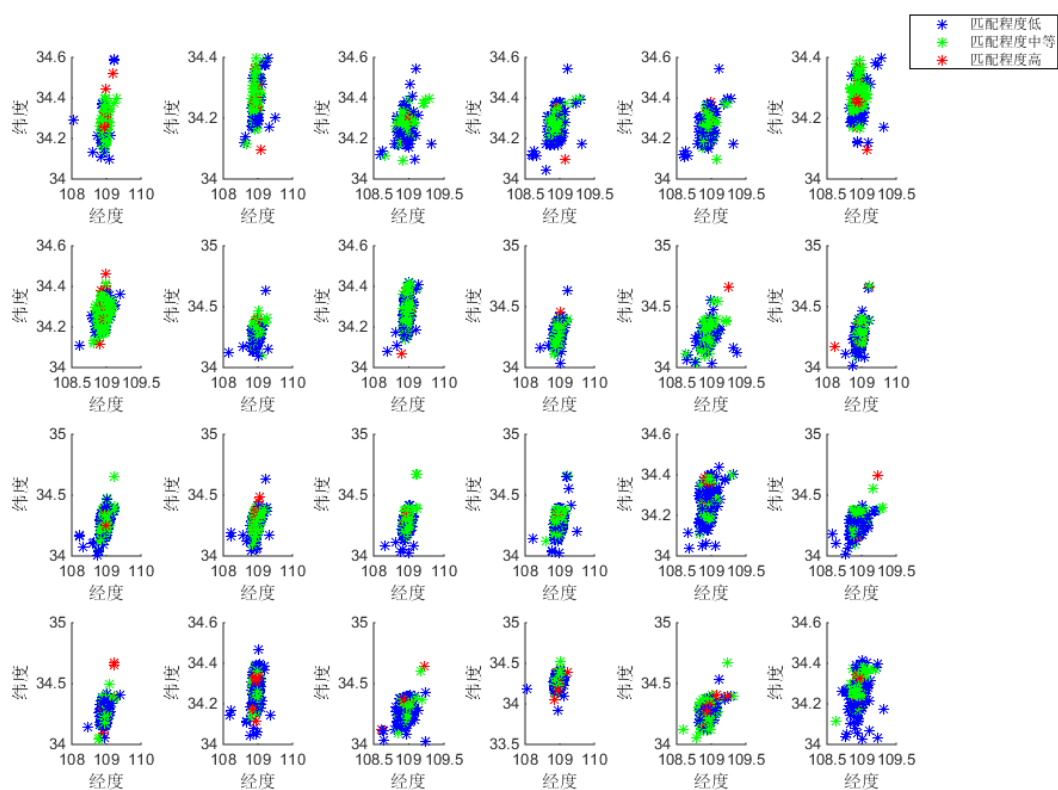 匹配程度低
匹配程度中等
匹配程度高
34.6 34.4 34.6 34.6 34.6 34.4
34.4 34.4 34.4 34.4
纬度 纬度 纬度 纬度 纬度 纬度
34.2 34.2
34.2 34.2 34.2 34.2
34 34 34 34 34 34
108 109 110 108 109 110 108.5 109 109.5 108.5 109 109.5 108.5 109 109.5 108.5 109 109.5
经度 经度 经度 经度 经度 经度
34.6 35 34.6 35 35 35
34.4 34.4
纬度 34.5 纬度 纬度 34.5 纬度 34.5 纬度 34.5 纬度
34.2 34.2
34 34 34 34 34 34
108.5 109 109.5 108 109 110 108 109 110 108 109 110 108.5 109 109.5 108 109 110
经度 经度 经度 经度 经度 经度
35 35 35 35 34.6 35
34.4
纬度 34.5 纬度 34.5 纬度 34.5 纬度 34.5 纬度 纬度 34.5
34.2
34 34 34 34 34 34
108 109 110 108 109 110 108 109 110 108 109 110 108.5 109 109.5 108.5 109 109.5
经度 经度 经度 经度 经度 经度
35 34.6 35 35 35 34.6
34.4 34.5 34.4
纬度 34.5 纬度 纬度 34.5 纬度 纬度 34.5 纬度
34.2 34 34.2
34 34 34 33.5 34 34
108 109 110 108 109 110 108.5 109 109.5 108 109 110 108.5 109 109.5 108.5 109 109.5
经度 经度 经度 经度 经度 经度